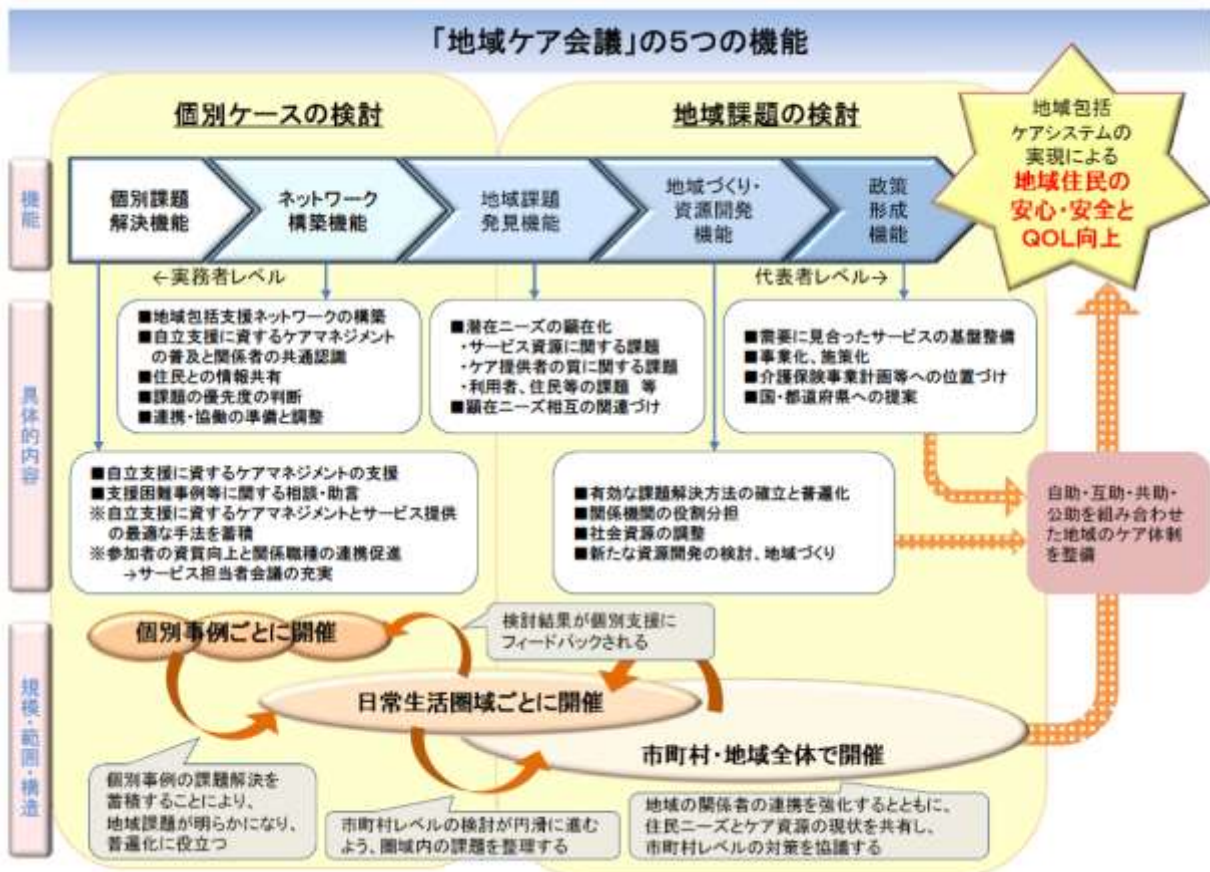 「地域ケア会議」の5つの機能
個別ケースの検討
地域課題の検討
地域包括
ケアシステムの
実現による
地域住民の
安心・安全と
QOL向上
機能
個別課題
解決機能
ネットワーク
構築機能
地域課題
発見機能
地域づくり・
資源開発
機能
政策
形成
機能
←実務者レベル
代表者レベル→
具体的内容
■地域包括支援ネットワークの構築
■自立支援に資するケアマネジメント
の普及と関係者の共通認識
■住民との情報共有
■課題の優先度の判断
■連携・協働の準備と調整
■潜在ニーズの顕在化
・サービス資源に関する課題
・ケア提供者の質に関する課題
・利用者、住民等の課題 等
■顕在ニーズ相互の関連づけ
■需要に見合ったサービスの基盤整備
■事業化、施策化
■介護保険事業計画等への位置づけ
■国・都道府県への提案
■自立支援に資するケアマネジメントの支援
■支援困難事例等に関する相談・助言
※自立支援に資するケアマネジメントとサービス提供
の最適な手法を蓄積
※参加者の資質向上と関係職種の連携促進
→サービス担当者会議の充実
■有効な課題解決方法の確立と普遍化
■関係機関の役割分担
■社会資源の調整
■新たな資源開発の検討、地域づくり
自助・互助・共助・
公助を組み合わせ
た地域のケア体制
を整備
規模・範囲・構造
個別事例ごとに開催
検討結果が個別支援に
フィードバックされる
日常生活圏域ごとに開催
市町村・地域全体で開催
個別事例の課題解決を
蓄積することにより、
地域課題が明らかになり、
普遍化に役立つ
市町村レベルの検討が円滑に進む
よう、圏域内の課題を整理する
地域の関係者の連携を強化するとともに、
住民ニーズとケア資源の現状を共有し、
市町村レベルの対策を協議する